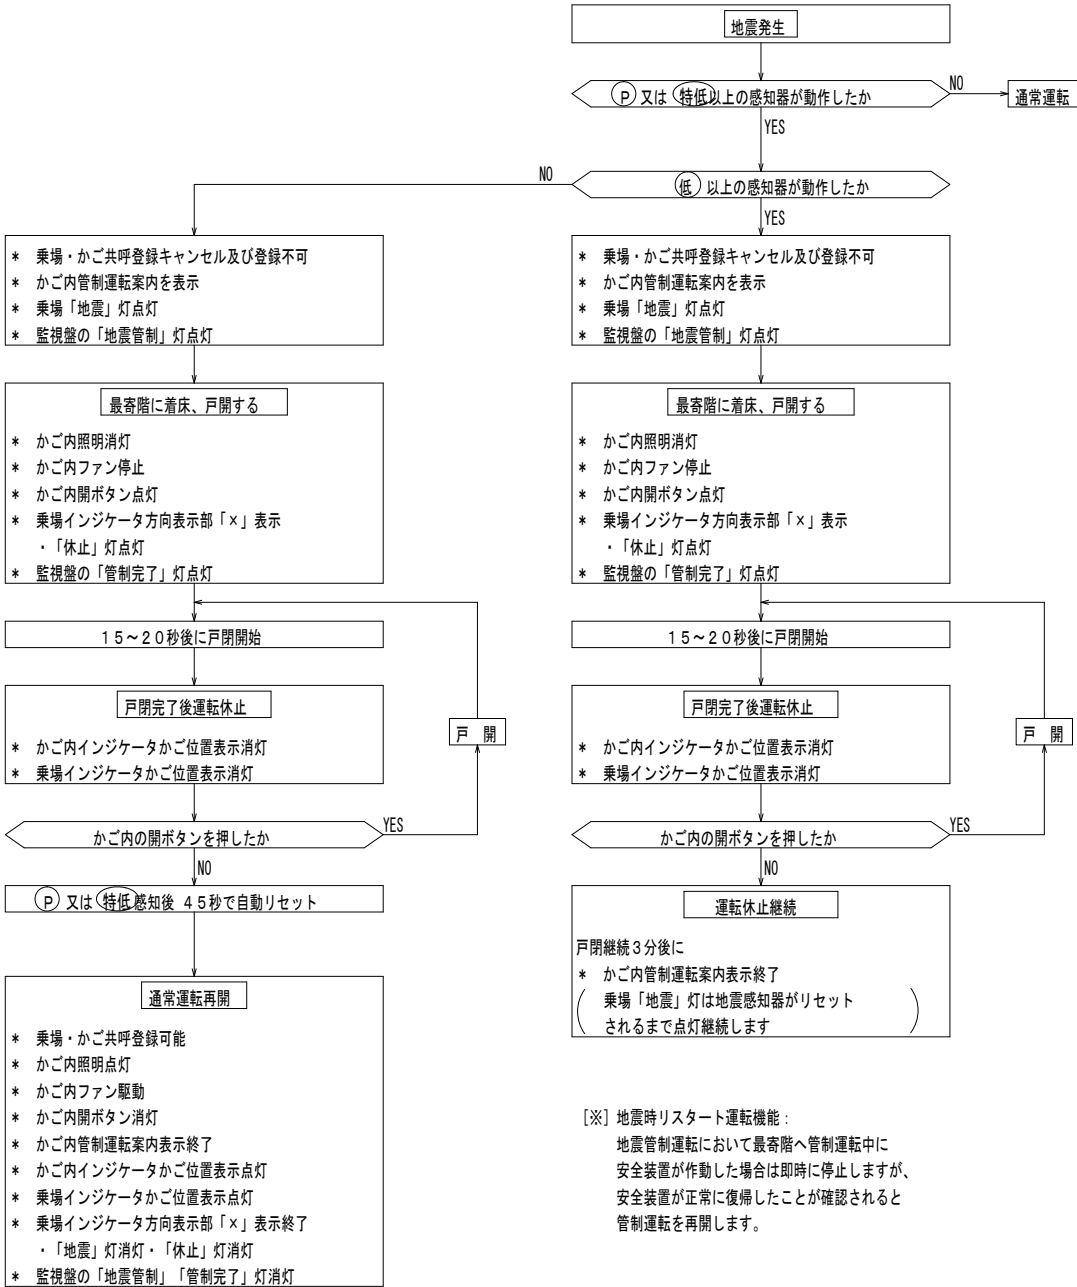 地震発生
Ｐ 又は 特低以上の感知器が動作したか
NO
通常運転
YES
低 以上の感知器が動作したか
NO
YES
* 乗場・かご共呼登録キャンセル及び登録不可
* かご内管制運転案内を表示
* 乗場「地震」灯点灯
* 監視盤の「地震管制」灯点灯
最寄階に着床、戸開する
* かご内照明消灯
* かご内ファン停止
* かご内開ボタン点灯
* 乗場インジケータ方向表示部「×」表示
・「休止」灯点灯
* 監視盤の「管制完了」灯点灯
１５～２０秒後に戸閉開始
戸閉完了後運転休止
* かご内インジケータかご位置表示消灯
* 乗場インジケータかご位置表示消灯
戸 開
かご内の開ボタンを押したか
YES
NO
Ｐ 又は 特低感知後 ４５秒で自動リセット
通常運転再開
* 乗場・かご共呼登録可能
* かご内照明点灯
* かご内ファン駆動
* かご内開ボタン消灯
* かご内管制運転案内表示終了
* かご内インジケータかご位置表示点灯
* 乗場インジケータかご位置表示点灯
* 乗場インジケータ方向表示部「×」表示終了
・「地震」灯消灯・「休止」灯消灯
* 監視盤の「地震管制」「管制完了」灯消灯
* 乗場・かご共呼登録キャンセル及び登録不可
* かご内管制運転案内を表示
* 乗場「地震」灯点灯
* 監視盤の「地震管制」灯点灯
最寄階に着床、戸開する
* かご内照明消灯
* かご内ファン停止
* かご内開ボタン点灯
* 乗場インジケータ方向表示部「×」表示
・「休止」灯点灯
* 監視盤の「管制完了」灯点灯
１５～２０秒後に戸閉開始
戸閉完了後運転休止
* かご内インジケータかご位置表示消灯
* 乗場インジケータかご位置表示消灯
戸 開
かご内の開ボタンを押したか
YES
NO
運転休止継続
戸閉継続３分後に
* かご内管制運転案内表示終了
( 乗場「地震」灯は地震感知器がリセット
されるまで点灯継続します )
[※] 地震時リスタート運転機能：
地震管制運転において最寄階へ管制運転中に
安全装置が作動した場合は即時に停止しますが、
安全装置が正常に復帰したことが確認されると
管制運転を再開します。